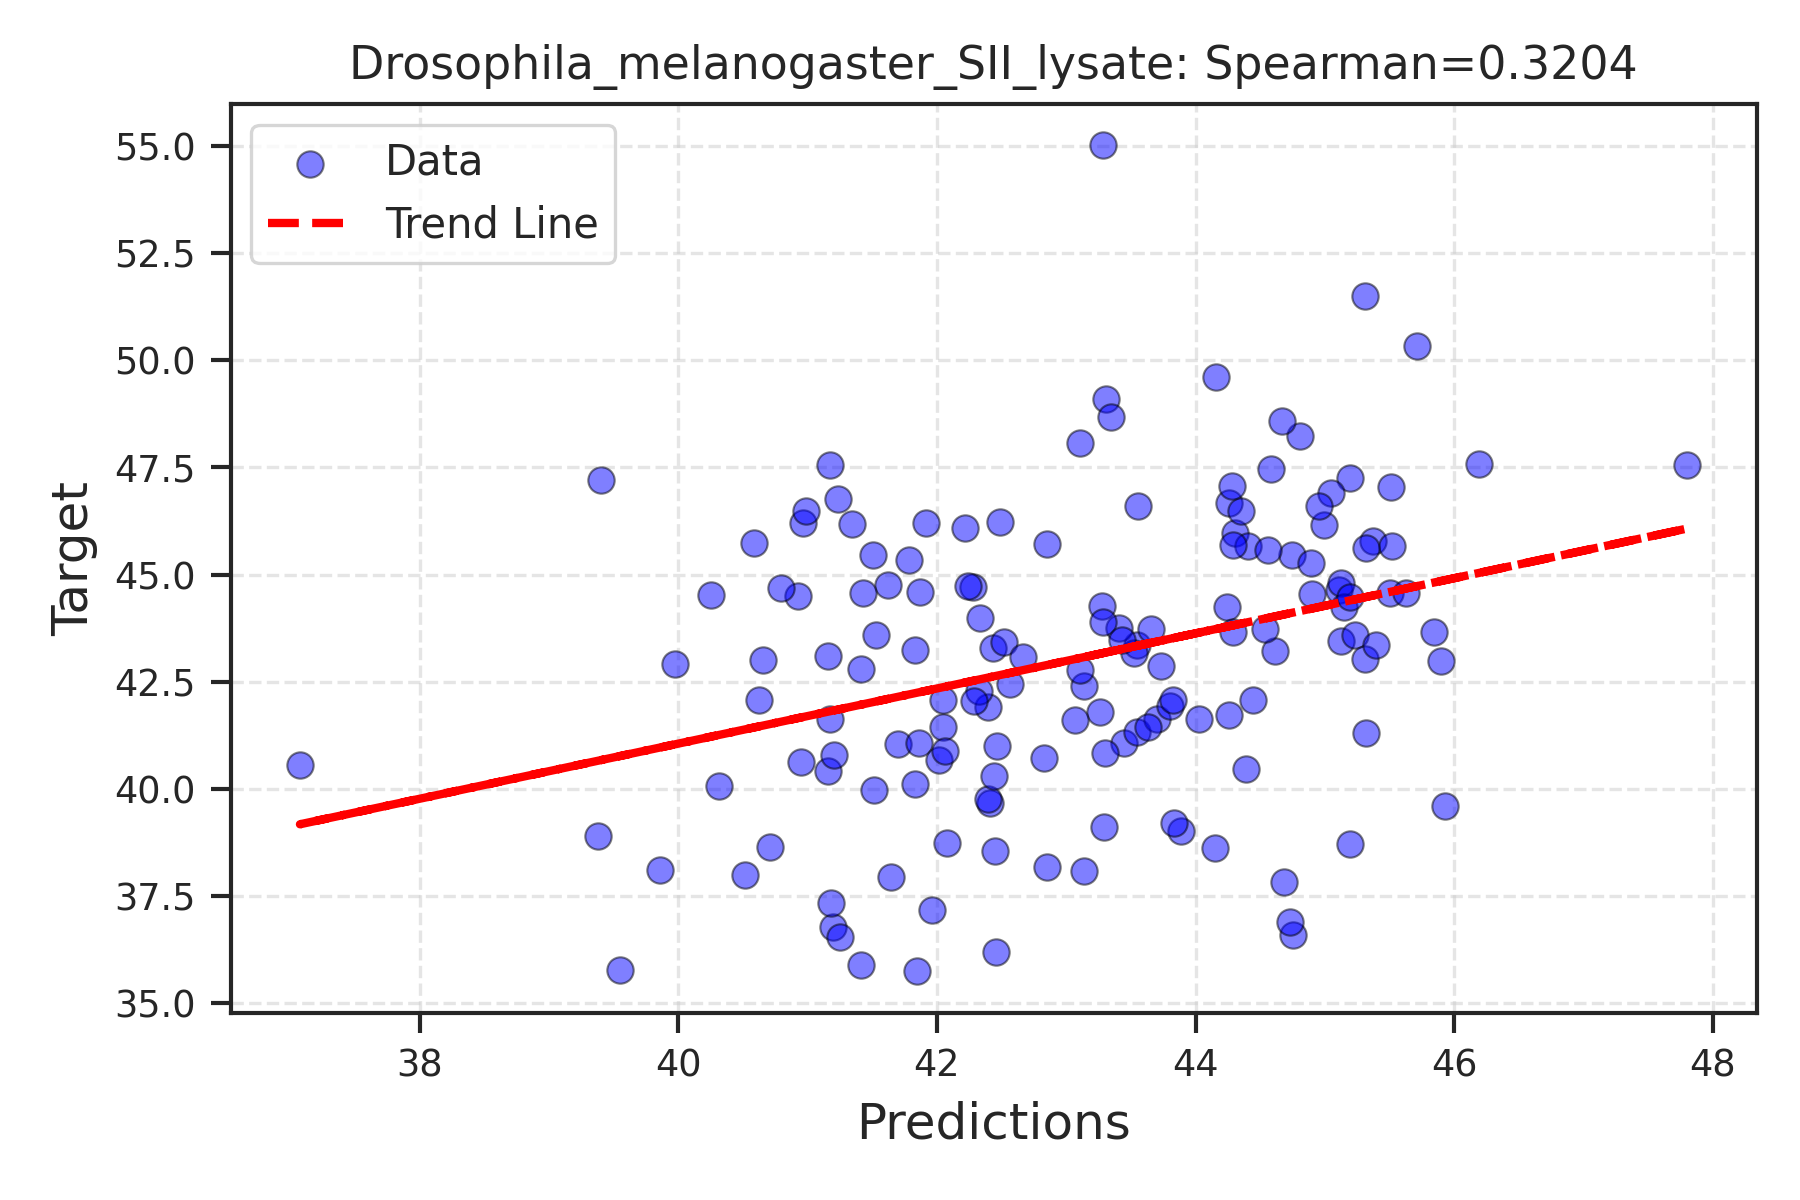 Drosophila_melanogaster_SII_lysate: Spearman=0.3204
Data
Trend Line
55.0
52.5
50.0
47.5
45.0
42.5
40.0
37.5
35.0
Target
38 40 42 44 46 48
Predictions